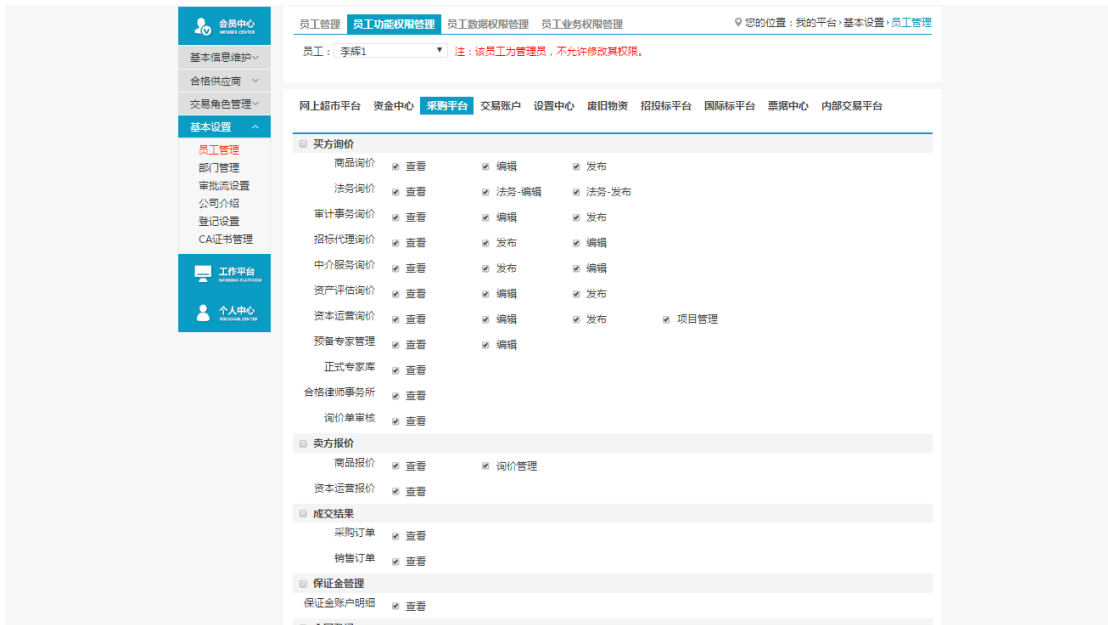 会员中心
MEMBER CENTER
基本信息维护
合格供应商
交易角色管理
基本设置
员工管理
部门管理
审批流设置
公司介绍
登记设置
CA证书管理
工作平台
WORKING PLATFORM
个人中心
PERSONAL CENTER
员工管理 员工功能权限管理 员工数据权限管理 员工业务权限管理 您的位置：我的平台›基本设置›员工管理
员工： 李辉1 注：该员工为管理员，不允许修改其权限。
网上超市平台 资金中心 采购平台 交易账户 设置中心 废旧物资 招投标平台 国际标平台 票据中心 内部交易平台
买方询价
商品询价 查看 编辑 发布
法务询价 查看 法务-编辑 法务-发布
审计事务询价 查看 编辑 发布
招标代理询价 查看 发布 编辑
中介服务询价 查看 发布 编辑
资产评估询价 查看 编辑 发布
资本运营询价 查看 编辑 发布 项目管理
预备专家管理 查看 编辑
正式专家库 查看
合格律师事务所 查看
询价单审核 查看
卖方报价
商品报价 查看 询价管理
资本运营报价 查看
成交结果
采购订单 查看
销售订单 查看
保证金管理
保证金账户明细 查看